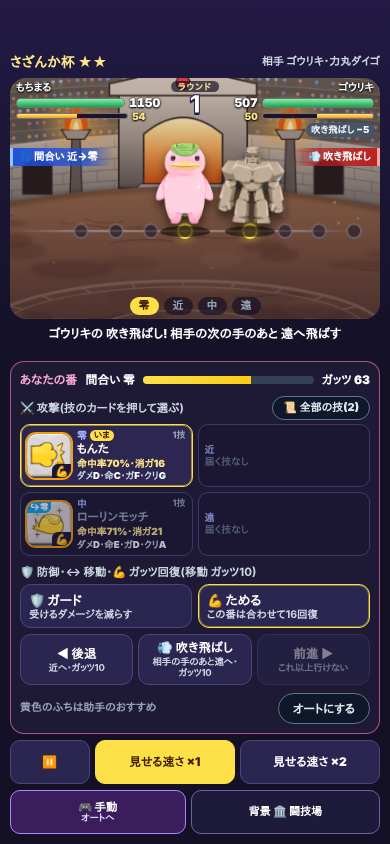 さざんか杯 ★★
相手 ゴウリキ・力丸ダイゴ
もちまる
ラウンド
ゴウリキ
1150
1
507
54
50
吹き飛ばし −5
間合い 近→零
💨 吹き飛ばし
零 近 中 遠
ゴウリキの 吹き飛ばし! 相手の次の手のあと 遠へ飛ばす
あなたの番 間合い 零
ガッツ 63
⚔️ 攻撃(技のカードを押して選ぶ)
📜 全部の技(2)
零 いま 1技
もんた
命中率70%・消ガ16
ダメD・命C・ガF・クリG
近
届く技なし
↪零
中 1技
ローリンモッチ
命中率71%・消ガ21
ダメD・命E・ガD・クリA
遠
届く技なし
🛡️ 防御・↔ 移動・💪 ガッツ回復(移動 ガッツ10)
🛡️ ガード
受けるダメージを減らす
💪 ためる
この番は合わせて16回復
◀ 後退
近へ・ガッツ10
💨 吹き飛ばし
相手の手のあと遠へ・
ガッツ10
前進 ▶
これ以上行けない
黄色のふちは助手のおすすめ
オートにする
⏸️
見せる速さ ×1
見せる速さ ×2
🎮 手動
オートへ
背景 🏛️ 闘技場